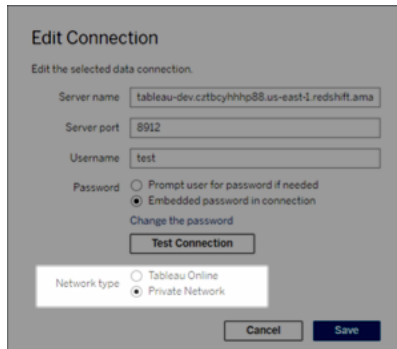 Edit Connection
Edit the selected data connection.
Server name tableau-dev.cztbcyhhhp88.us-east-1.redshift.ama
Server port 8912
Username test
Password Prompt user for password if needed
Embedded password in connection
Change the password
Test Connection
Network type Tableau Online
Private Network
Cancel Save